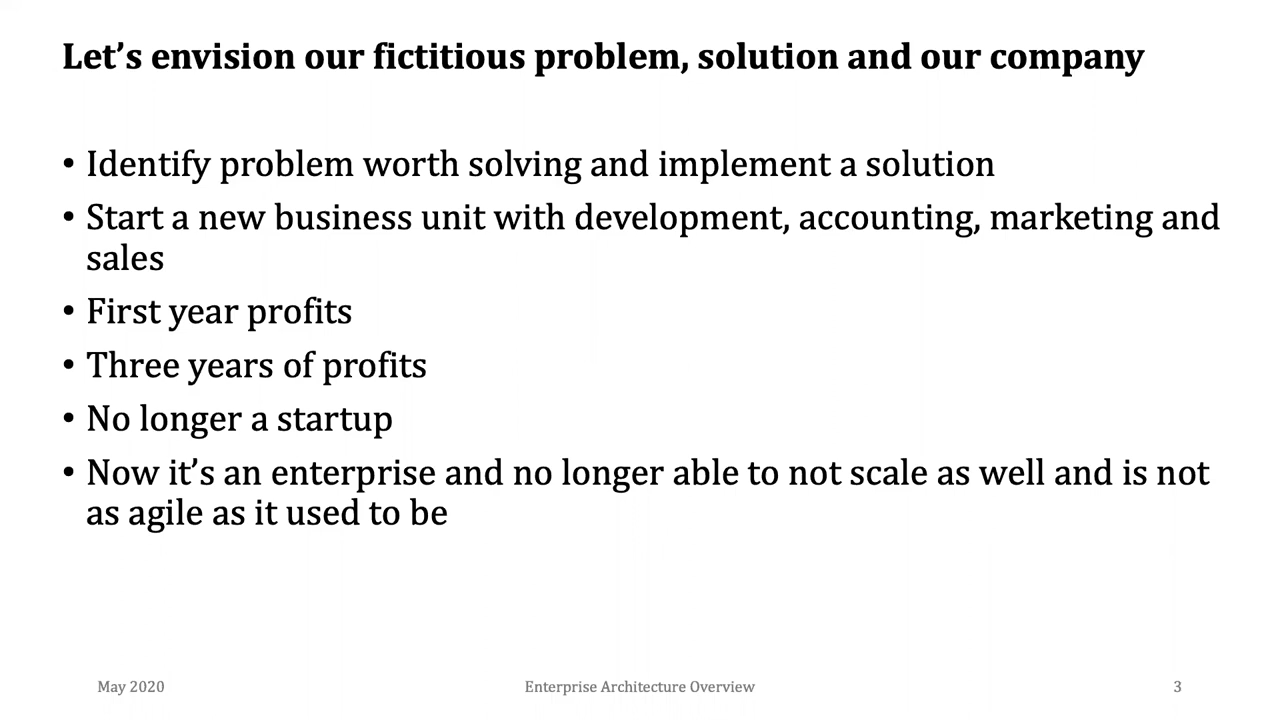 Let’s envision our fictitious problem, solution and our company
• Identify problem worth solving and implement a solution
• Start a new business unit with development, accounting, marketing and
sales
• First year profits
• Three years of profits
• No longer a startup
• Now it’s an enterprise and no longer able to not scale as well and is not
as agile as it used to be
May 2020
Enterprise Architecture Overview
3